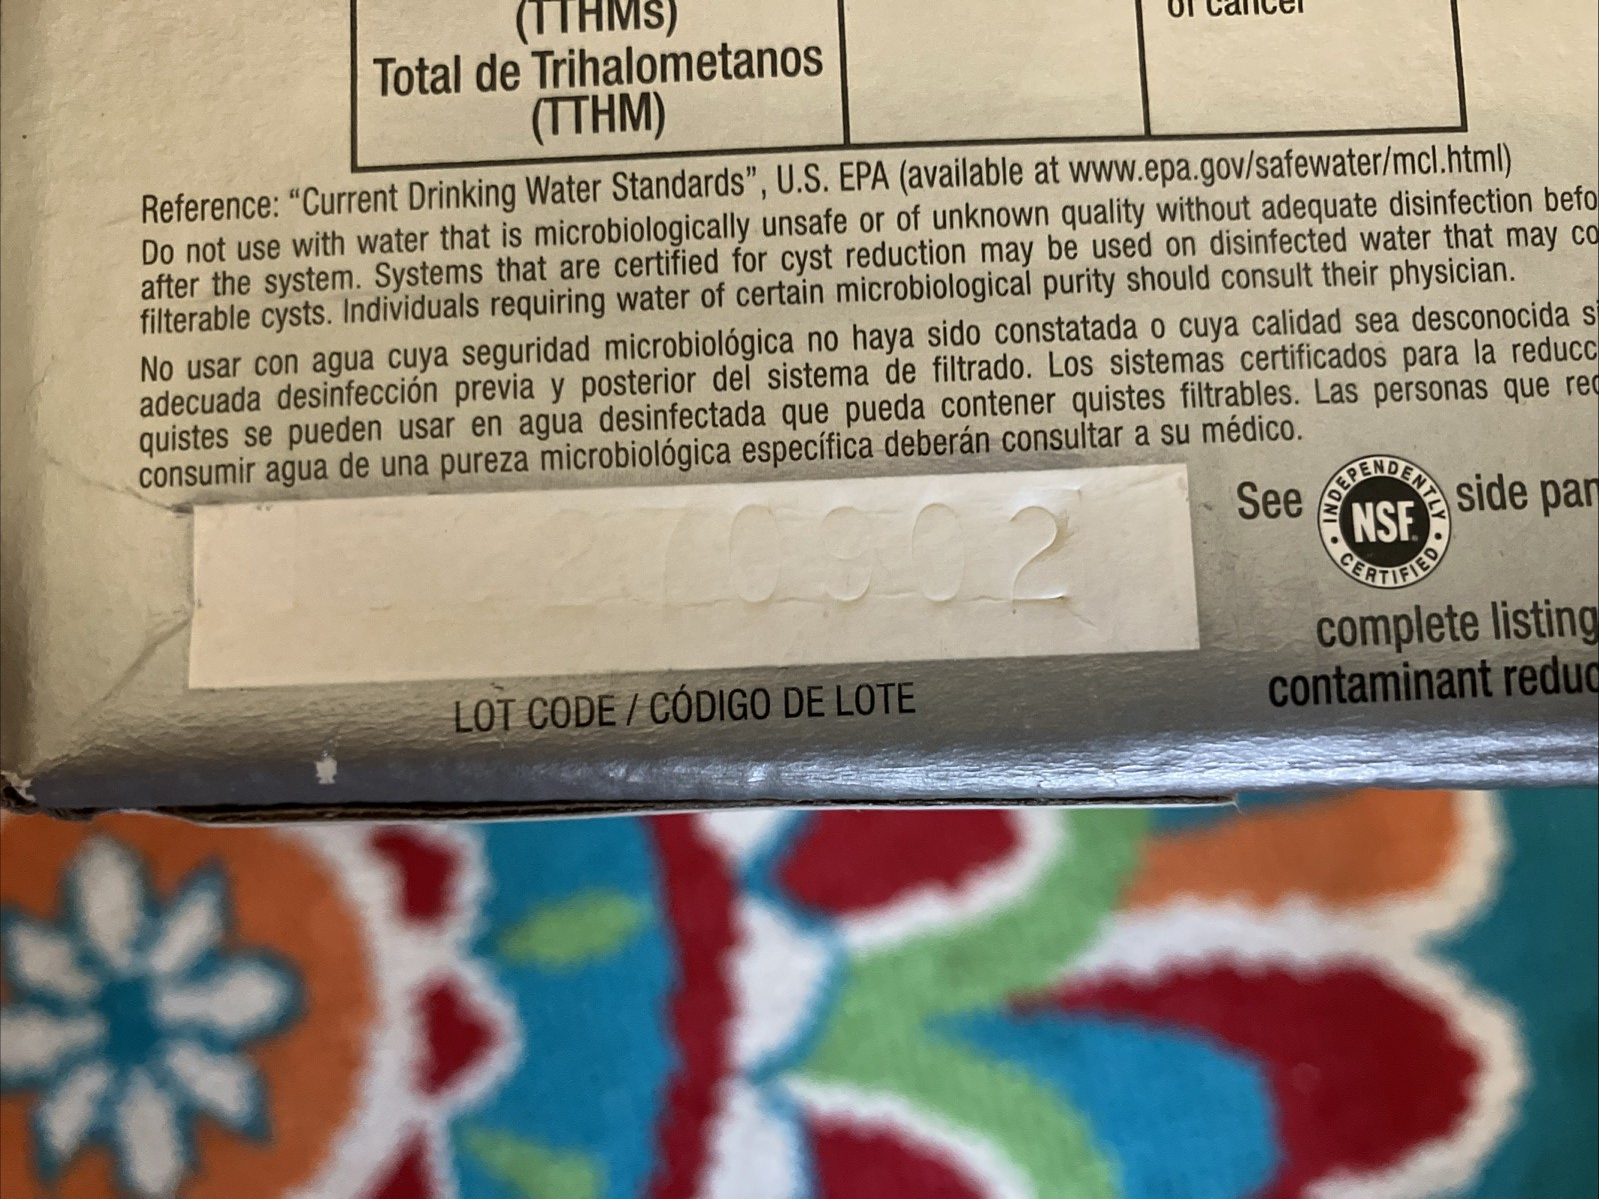 (TTHMs)
of cancer
Total de Trihalometanos
(TTHM)
Reference: “Current Drinking Water Standards”, U.S. EPA (available at www.epa.gov/safewater/mcl.html)
Do not use with water that is microbiologically unsafe or of unknown quality without adequate disinfection befo
after the system. Systems that are certified for cyst reduction may be used on disinfected water that may co
filterable cysts. Individuals requiring water of certain microbiological purity should consult their physician.
No usar con agua cuya seguridad microbiológica no haya sido constatada o cuya calidad sea desconocida si
adecuada desinfección previa y posterior del sistema de filtrado. Los sistemas certificados para la reducc
quistes se pueden usar en agua desinfectada que pueda contener quistes filtrables. Las personas que req
consumir agua de una pureza microbiológica específica deberán consultar a su médico.
270902
LOT CODE / CÓDIGO DE LOTE
See
INDEPENDENTLY
NSF®
CERTIFIED
side pan
complete listing
contaminant reduc